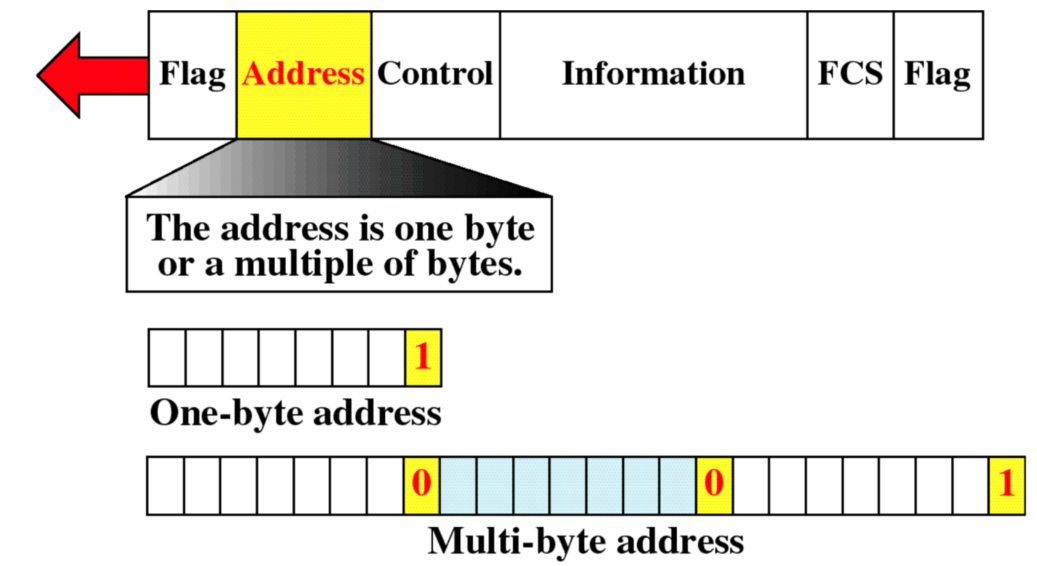 Flag Address Control Information FCS Flag
The address is one byte
or a multiple of bytes.
1
One-byte address
0 0 1
Multi-byte address